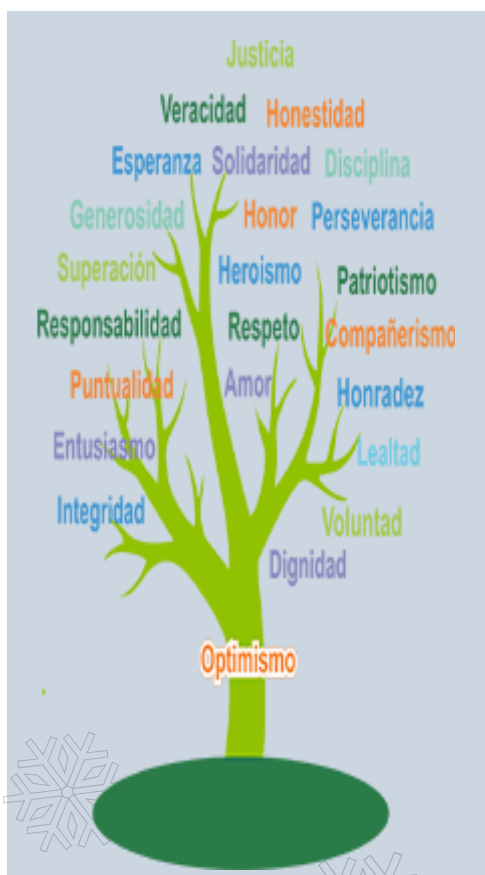 Justicia
Veracidad Honestidad
Esperanza Solidaridad Disciplina
Generosidad Honor Perseverancia
Superación Heroismo Patriotismo
Responsabilidad Respeto Compañerismo
Puntualidad Amor Honradez
Entusiasmo Lealtad
Integridad Voluntad
Dignidad
Optimismo